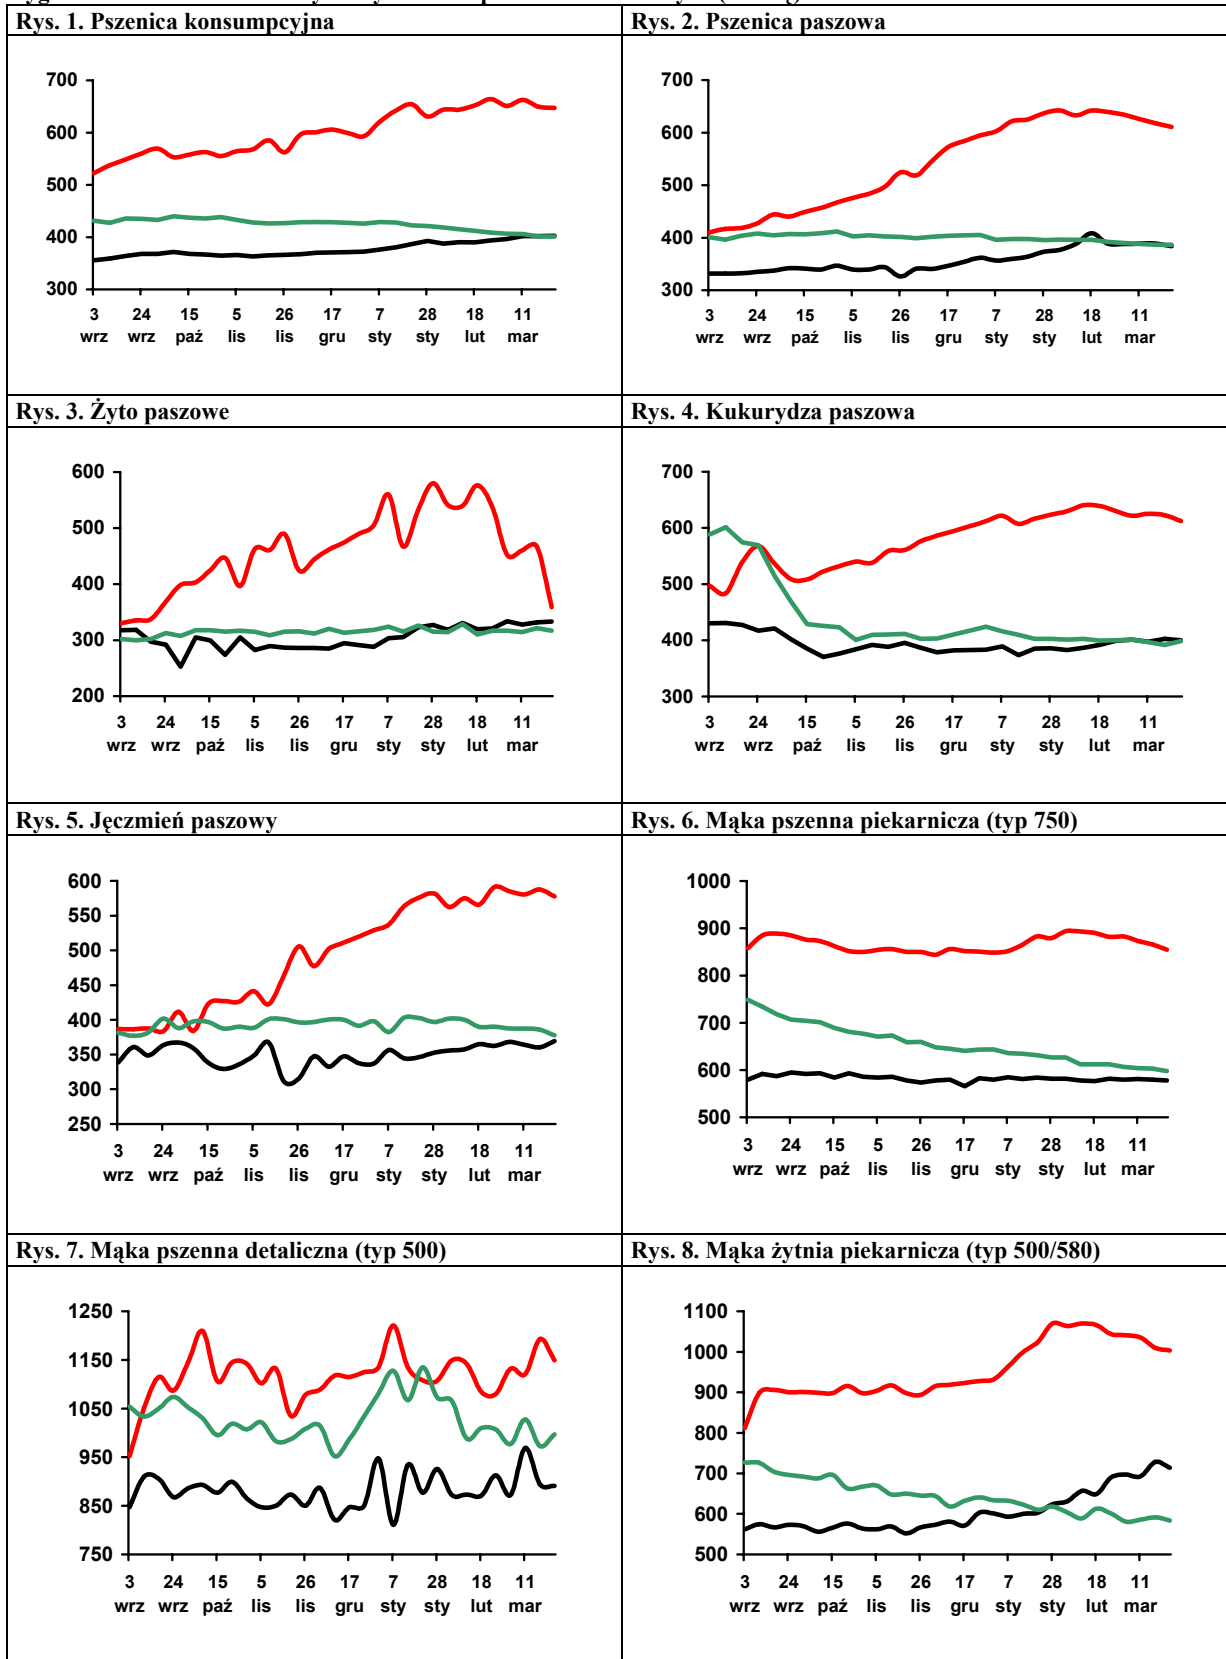 Rys. 1. Pszenica konsumpcyjna
Rys. 2. Pszenica paszowa
700
600
500
400
300
3 24 15 5 26 17 7 28 18 11
wrz wrz paź lis lis gru sty sty lut mar
700
600
500
400
300
3 24 15 5 26 17 7 28 18 11
wrz wrz paź lis lis gru sty sty lut mar
Rys. 3. Żyto paszowe
Rys. 4. Kukurydza paszowa
600
500
400
300
200
3 24 15 5 26 17 7 28 18 11
wrz wrz paź lis lis gru sty sty lut mar
700
600
500
400
300
3 24 15 5 26 17 7 28 18 11
wrz wrz paź lis lis gru sty sty lut mar
Rys. 5. Jęczmień paszowy
Rys. 6. Mąka pszenna piekarnicza (typ 750)
600
550
500
450
400
350
300
250
3 24 15 5 26 17 7 28 18 11
wrz wrz paź lis lis gru sty sty lut mar
1000
900
800
700
600
500
3 24 15 5 26 17 7 28 18 11
wrz wrz paź lis lis gru sty sty lut mar
Rys. 7. Mąka pszenna detaliczna (typ 500)
Rys. 8. Mąka żytnia piekarnicza (typ 500/580)
1250
1150
1050
950
850
750
3 24 15 5 26 17 7 28 18 11
wrz wrz paź lis lis gru sty sty lut mar
1100
1000
900
800
700
600
500
3 24 15 5 26 17 7 28 18 11
wrz wrz paź lis lis gru sty sty lut mar